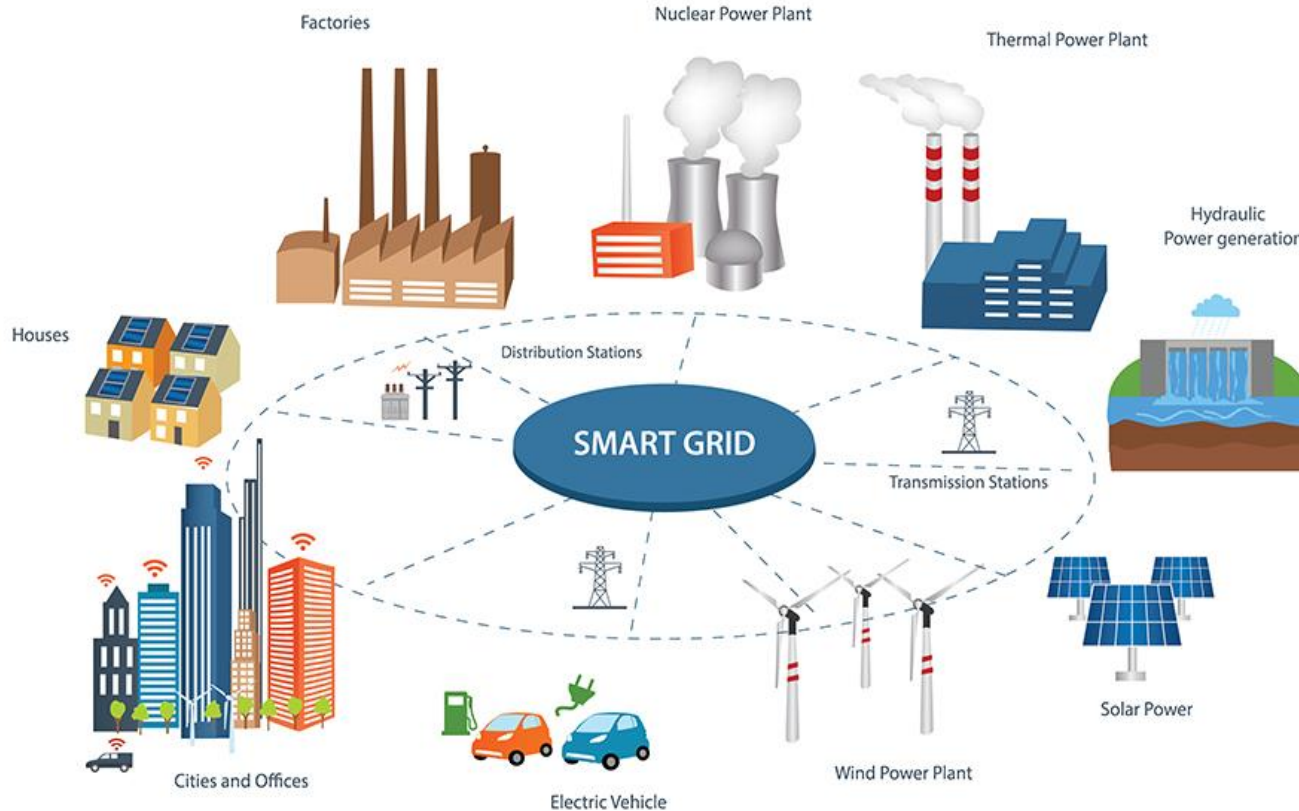 Factories
Nuclear Power Plant
Thermal Power Plant
Hydraulic
Power generation
Houses
Distribution Stations
SMART GRID
Transmission Stations
Solar Power
Wind Power Plant
Cities and Offices
Electric Vehicle